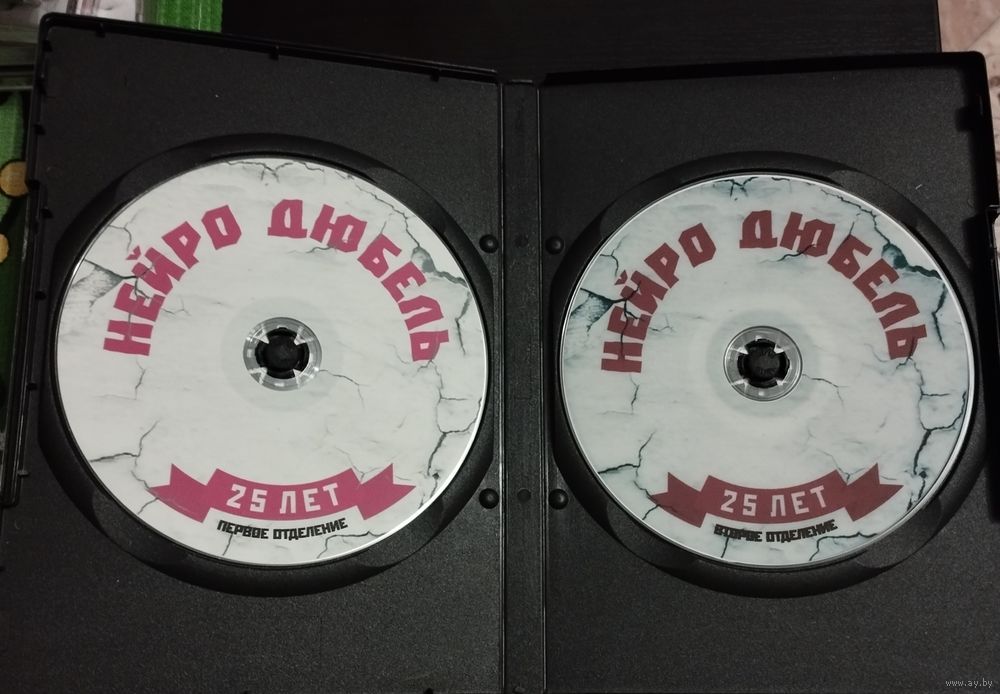 НЕЙРО ДЮБЕЛЬ
25 ЛЕТ
ПЕРВОЕ ОТДЕЛЕНИЕ
НЕЙРО ДЮБЕЛЬ
25 ЛЕТ
ВТОРОЕ ОТДЕЛЕНИЕ
www.ay.by